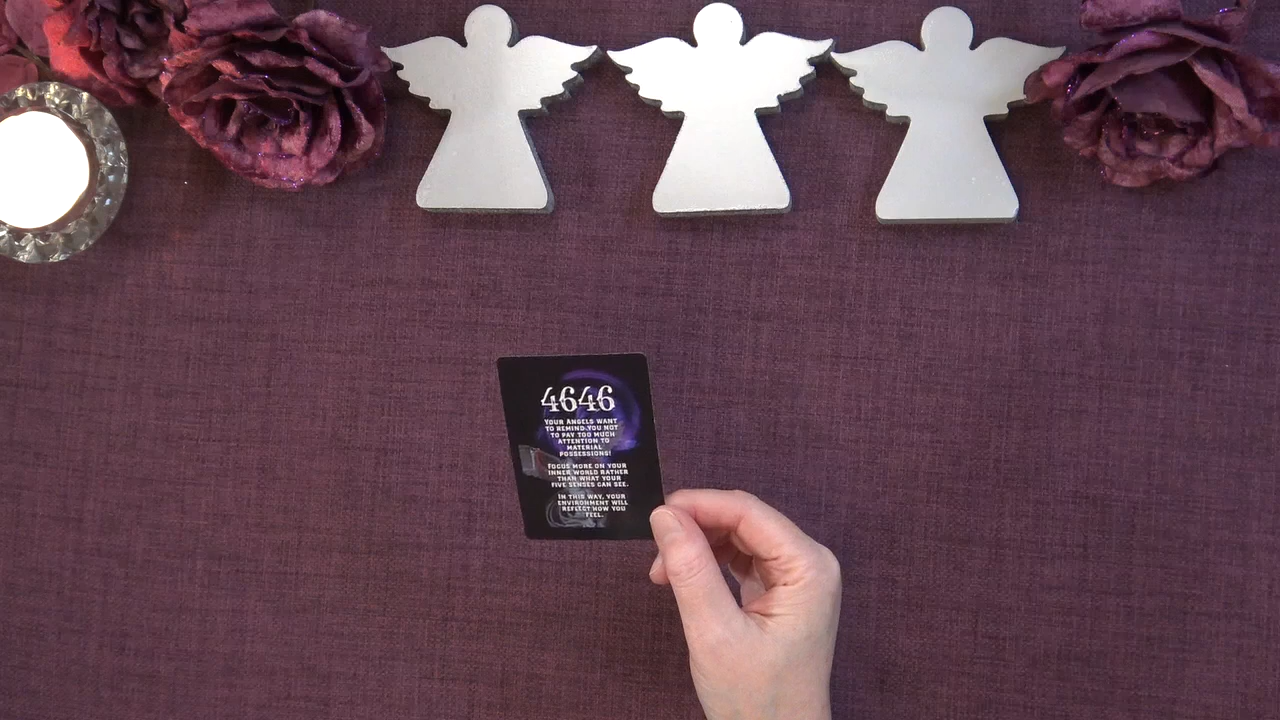 4646
YOUR ANGELS WANT
TO REMIND YOU NOT
TO PAY TOO MUCH
ATTENTION TO
MATERIAL
POSSESSIONS!
FOCUS MORE ON YOUR
INNER WORLD RATHER
THAN WHAT YOUR
FIVE SENSES CAN SEE.
IN THIS WAY, YOUR
ENVIRONMENT WILL
REFLECT HOW YOU
FEEL.